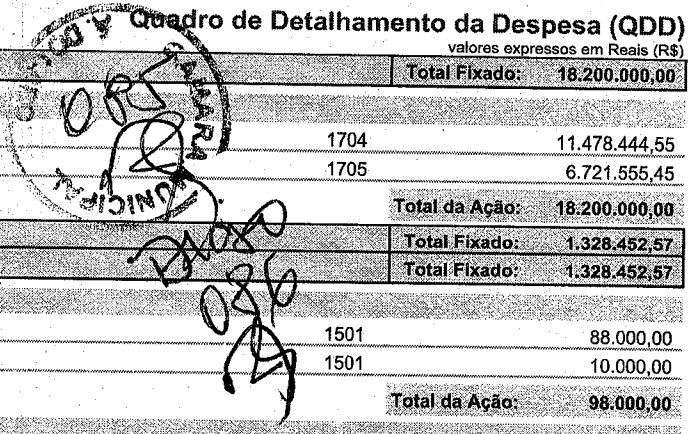 Quadro de Detalhamento da Despesa (QDD)
valores expressos em Reais (R$)
Total Fixado: 18.200.000,00
1704 11.478.444,55
1705 6.721.555,45
Total da Ação: 18.200.000,00
Total Fixado: 1.328.452,57
Total Fixado: 1.328.452,57
1501 88.000,00
1501 10.000,00
Total da Ação: 98.000,00
CAMARA
MUNICIPAL
086